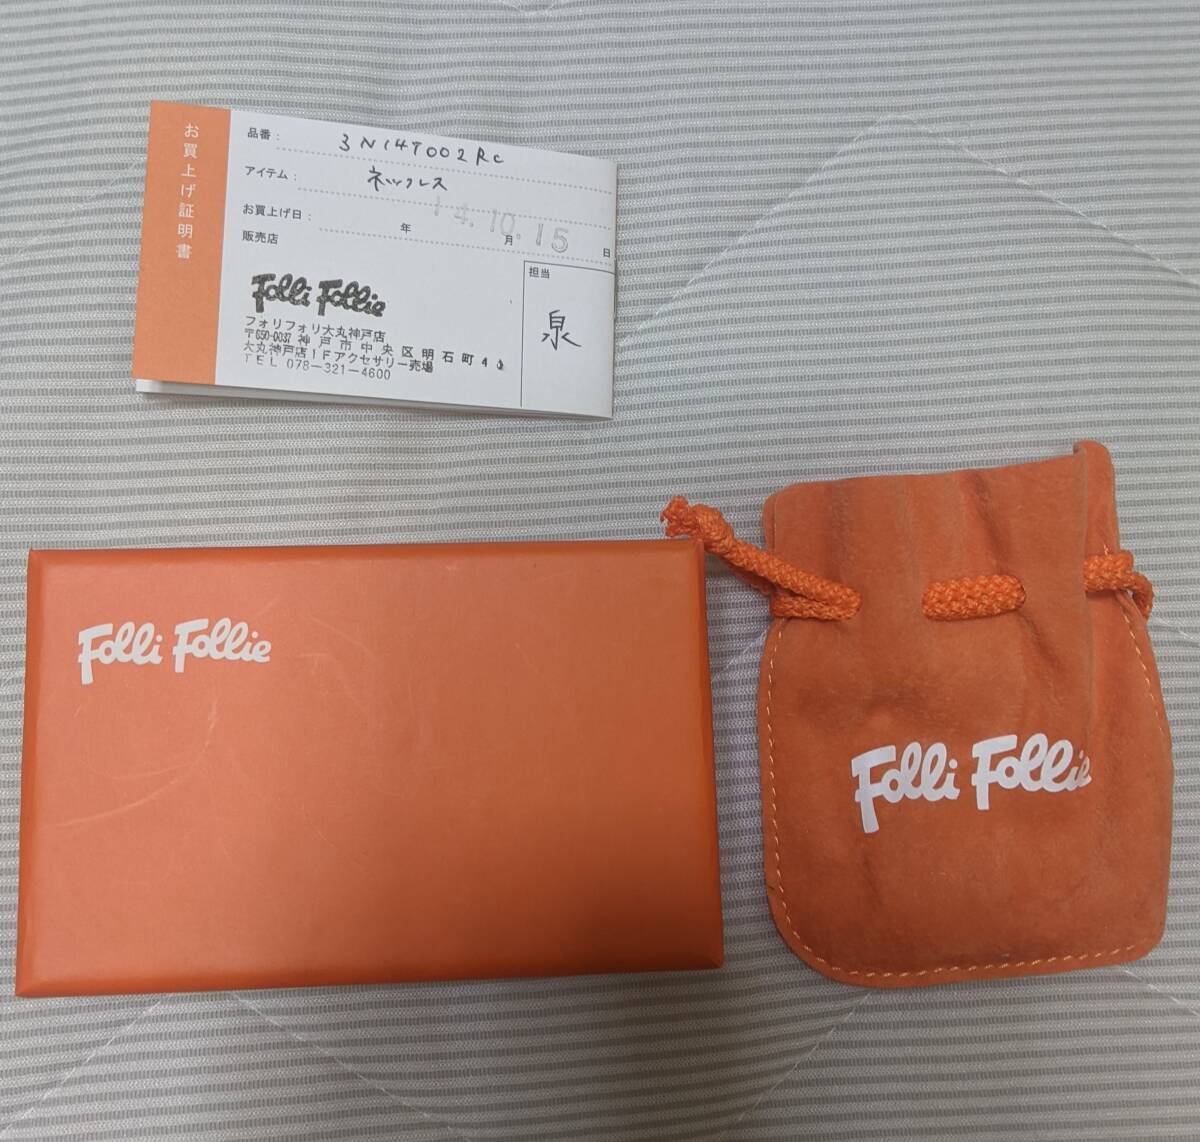 お買上げ証明書
品番: 3N14T002RC
アイテム: ネックレス
お買上げ日: 年 月 日
14.10.15
販売店
担当
泉
Folli Follie
フォリフォリ大丸神戸店
〒650-0037 神戸市中央区明石町40
大丸神戸店1Fアクセサリー売場
TEL 078-321-4600
Folli Follie
Folli Follie